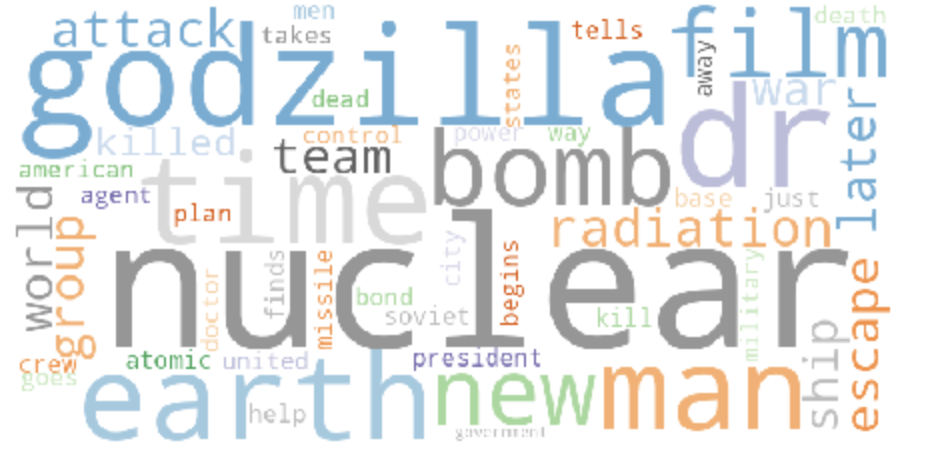 men
death
attack
takes
tells
film
godzilla
states
away
dead
war
killed
control
power
way
dr
later
team
bomb
american
time
agent
base
just
plan
radiation
world
group
nuclear
doctor
finds
missile
city
begins
bond
soviet
kill
military
escape
ship
crew
atomic
united
president
goes
earth
new
man
help
government